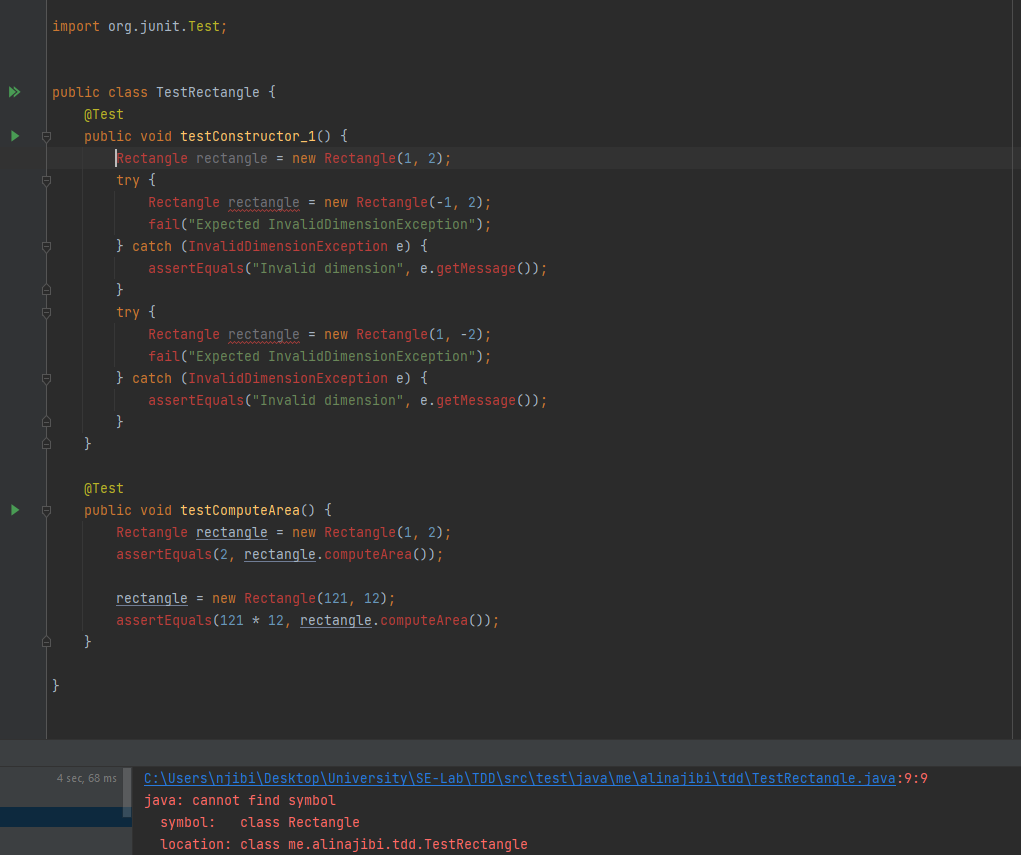 import org.junit.Test;
public class TestRectangle {
@Test
public void testConstructor_1() {
Rectangle rectangle = new Rectangle(1, 2);
try {
Rectangle rectangle = new Rectangle(-1, 2);
fail("Expected InvalidDimensionException");
} catch (InvalidDimensionException e) {
assertEquals("Invalid dimension", e.getMessage());
}
try {
Rectangle rectangle = new Rectangle(1, -2);
fail("Expected InvalidDimensionException");
} catch (InvalidDimensionException e) {
assertEquals("Invalid dimension", e.getMessage());
}
}
@Test
public void testComputeArea() {
Rectangle rectangle = new Rectangle(1, 2);
assertEquals(2, rectangle.computeArea());
rectangle = new Rectangle(121, 12);
assertEquals(121 * 12, rectangle.computeArea());
}
}
4 sec, 68 ms
C:\Users\njibi\Desktop\University\SE-Lab\TDD\src\test\java\me\alinajibi\tdd\TestRectangle.java:9:9
java: cannot find symbol
symbol:   class Rectangle
location: class me.alinajibi.tdd.TestRectangle